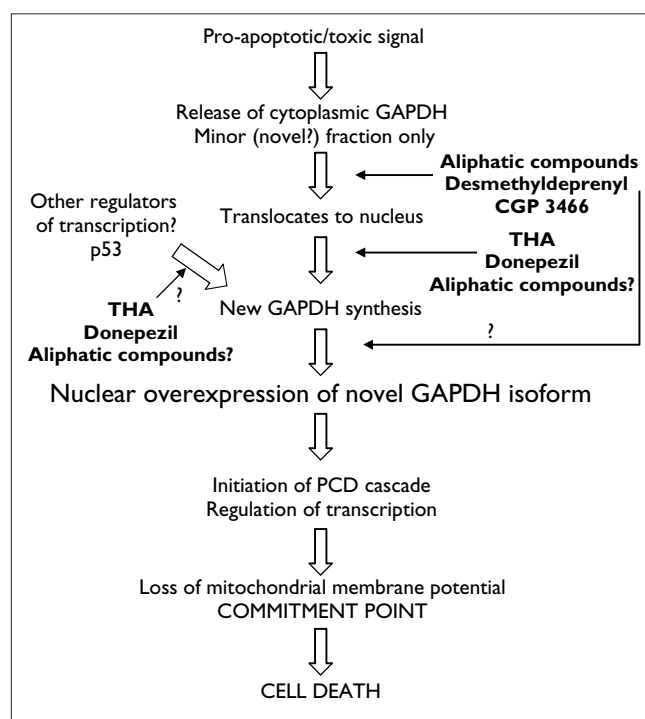 Pro-apoptotic/toxic signal
Release of cytoplasmic GAPDH
Minor (novel?) fraction only
Aliphatic compounds
Desmethyldeprenyl
CGP 3466
Other regulators
of transcription?
p53
Translocates to nucleus
THA
Donepezil
Aliphatic compounds?
?
THA
Donepezil
Aliphatic compounds?
New GAPDH synthesis
?
Nuclear overexpression of novel GAPDH isoform
Initiation of PCD cascade
Regulation of transcription
Loss of mitochondrial membrane potential
COMMITMENT POINT
CELL DEATH